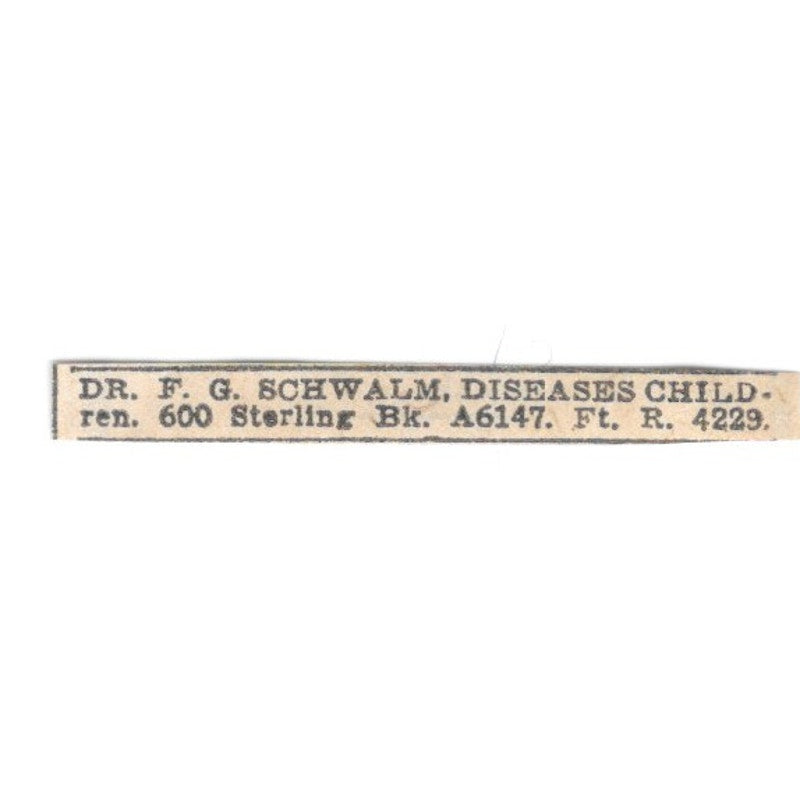 DR. F. G. SCHWALM, DISEASES CHILD-
ren. 600 Sterling Bk. A6147. Ft. R. 4229.